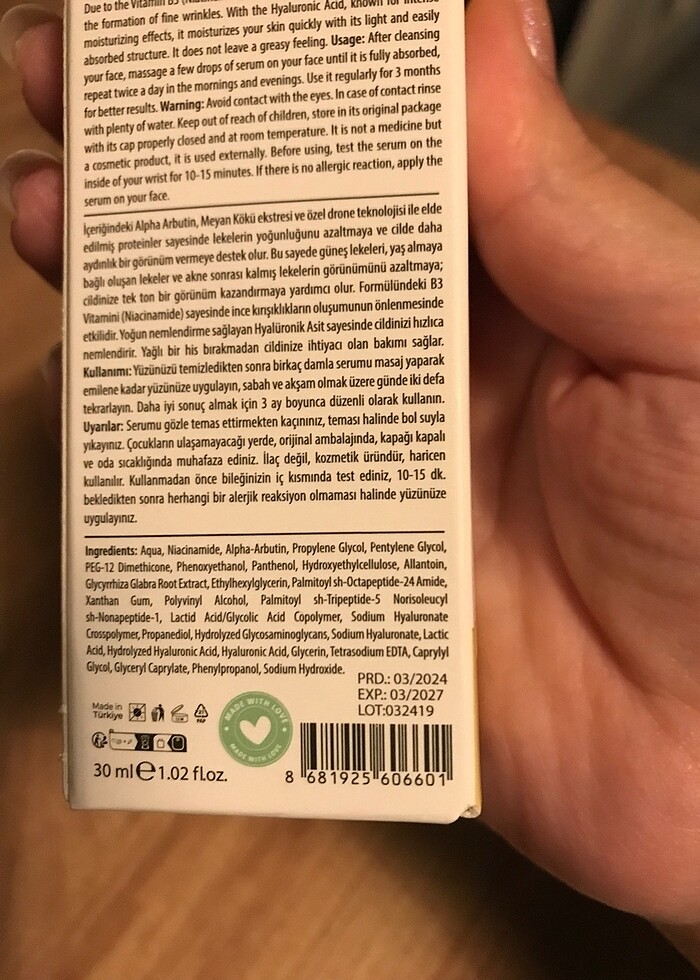 Due to the Vitamin B3
the formation of fine wrinkles. With the Hyaluronic Acid, known for intense
moisturizing effects, it moisturizes your skin quickly with its light and easily
absorbed structure. It does not leave a greasy feeling. Usage: After cleansing
your face, massage a few drops of serum on your face until it is fully absorbed,
repeat twice a day in the mornings and evenings. Use it regularly for 3 months
for better results. Warning: Avoid contact with the eyes. In case of contact rinse
with plenty of water. Keep out of reach of children, store in its original package
with its cap properly closed and at room temperature. It is not a medicine but
a cosmetic product, it is used externally. Before using, test the serum on the
inside of your wrist for 10-15 minutes. If there is no allergic reaction, apply the
serum on your face.
İçeriğindeki Alpha Arbutin, Meyan Kökü ekstresi ve özel drone teknolojisi ile elde
edilmiş proteinler sayesinde lekelerin yoğunluğunu azaltmaya ve cilde daha
aydınlık bir görünüm vermeye destek olur. Bu sayede güneş lekeleri, yaş almaya
bağlı oluşan lekeler ve akne sonrası kalmış lekelerin görünümünü azaltmaya;
cildinize tek ton bir görünüm kazandırmaya yardımcı olur. Formülündeki B3
Vitamini (Niacinamide) sayesinde ince kırışıklıkların oluşumunun önlenmesinde
etkilidir. Yoğun nemlendirme sağlayan Hyalüronik Asit sayesinde cildinizi hızlıca
nemlendirir. Yağlı bir his bırakmadan cildinize ihtiyacı olan bakımı sağlar.
Kullanımı: Yüzünüzü temizledikten sonra birkaç damla serumu masaj yaparak
emilene kadar yüzünüze uygulayın, sabah ve akşam olmak üzere günde iki defa
tekrarlayın. Daha iyi sonuç almak için 3 ay boyunca düzenli olarak kullanın.
Uyarılar: Serumu gözle temas ettirmekten kaçınınız, teması halinde bol suyla
yıkayınız. Çocukların ulaşamayacağı yerde, orijinal ambalajında, kapağı kapalı
ve oda sıcaklığında muhafaza ediniz. İlaç değil, kozmetik üründür, haricen
kullanılır. Kullanmadan önce bileğinizin iç kısmında test ediniz, 10-15 dk.
bekledikten sonra herhangi bir alerjik reaksiyon olmaması halinde yüzünüze
uygulayınız.
Ingredients: Aqua, Niacinamide, Alpha-Arbutin, Propylene Glycol, Pentylene Glycol,
PEG-12 Dimethicone, Phenoxyethanol, Panthenol, Hydroxyethylcellulose, Allantoin,
Glycyrrhiza Glabra Root Extract, Ethylhexylglycerin, Palmitoyl sh-Octapeptide-24 Amide,
Xanthan Gum, Polyvinyl Alcohol, Palmitoyl sh-Tripeptide-5 Norisoleucyl
sh-Nonapeptide-1, Lactid Acid/Glycolic Acid Copolymer, Sodium Hyaluronate
Crosspolymer, Propanediol, Hydrolyzed Glycosaminoglycans, Sodium Hyaluronate, Lactic
Acid, Hydrolyzed Hyaluronic Acid, Hyaluronic Acid, Glycerin, Tetrasodium EDTA, Caprylyl
Glycol, Glyceryl Caprylate, Phenylpropanol, Sodium Hydroxide.
PRD.: 03/2024
EXP.: 03/2027
LOT:032419
Made in
Türkiye
MADE WITH LOVE
MADE WITH LOVE
30 ml e 1.02 fl.oz.
8 681925 606601